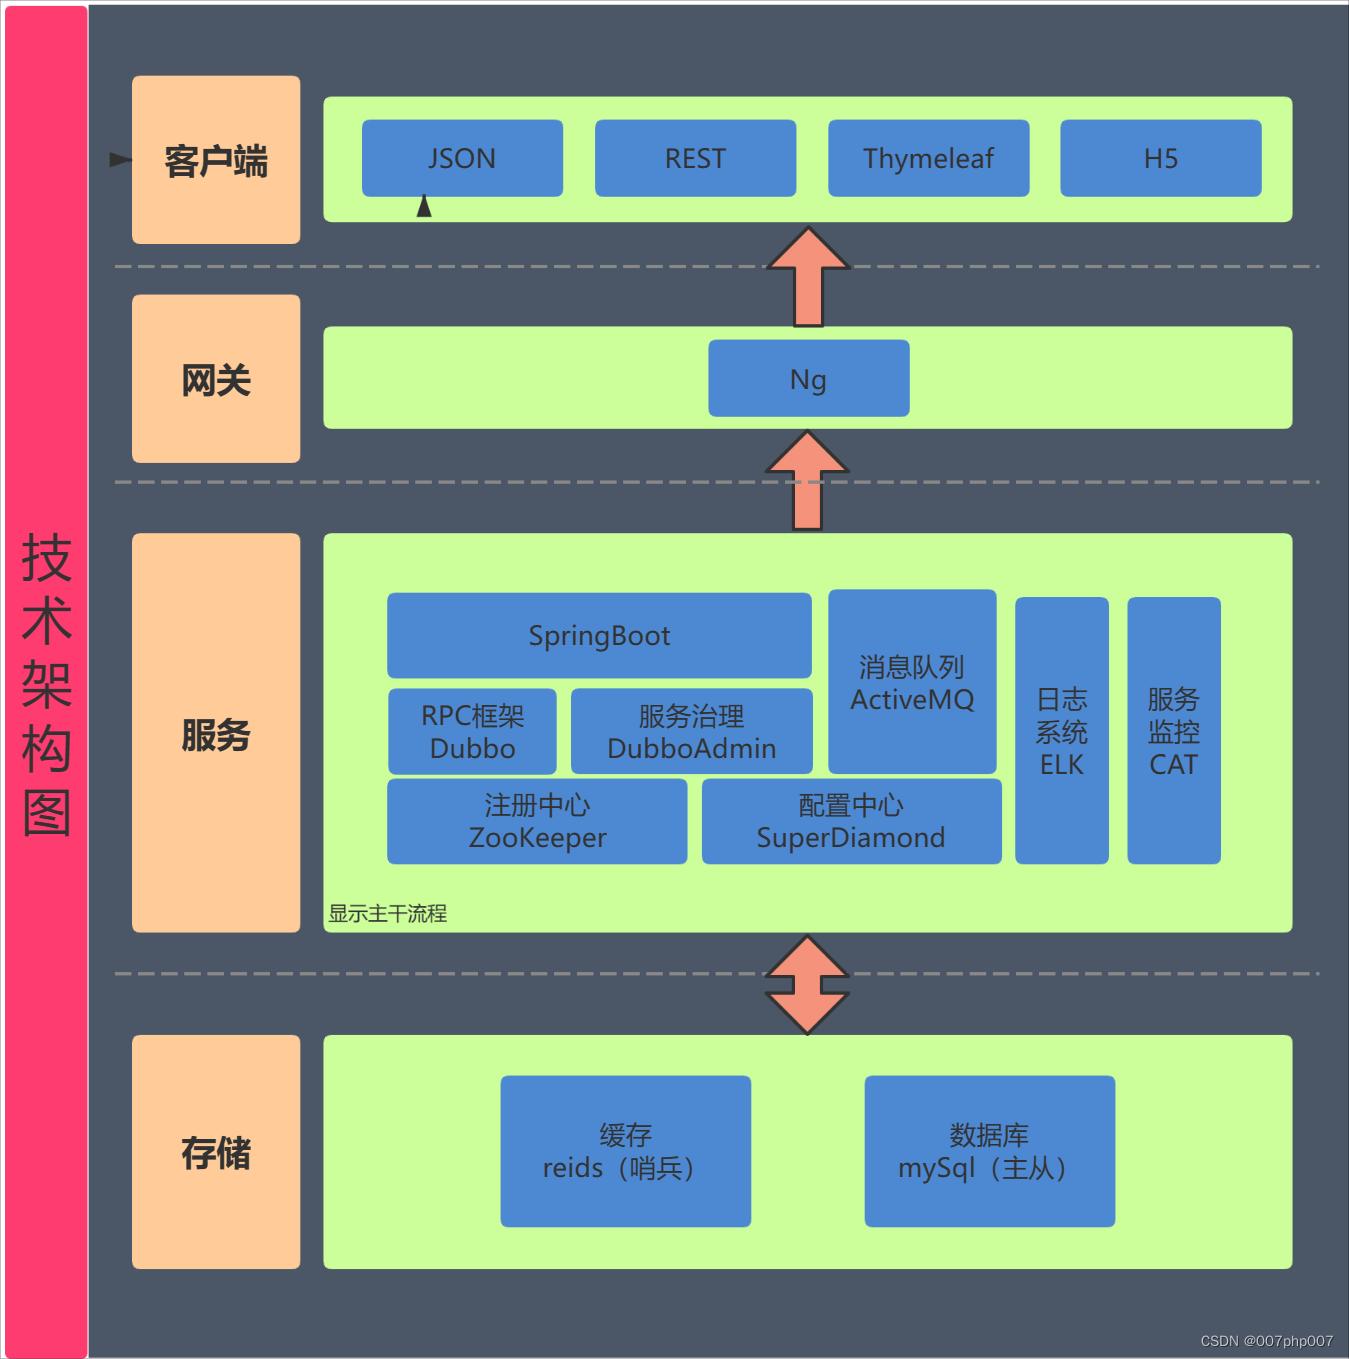 技术架构图
客户端
JSON
REST
Thymeleaf
H5
网关
Ng
服务
SpringBoot
消息队列
ActiveMQ
日志
系统
ELK
服务
监控
CAT
RPC框架
Dubbo
服务治理
DubboAdmin
注册中心
ZooKeeper
配置中心
SuperDiamond
显示主干流程
存储
缓存
reids（哨兵）
数据库
mySql（主从）
CSDN @007php007